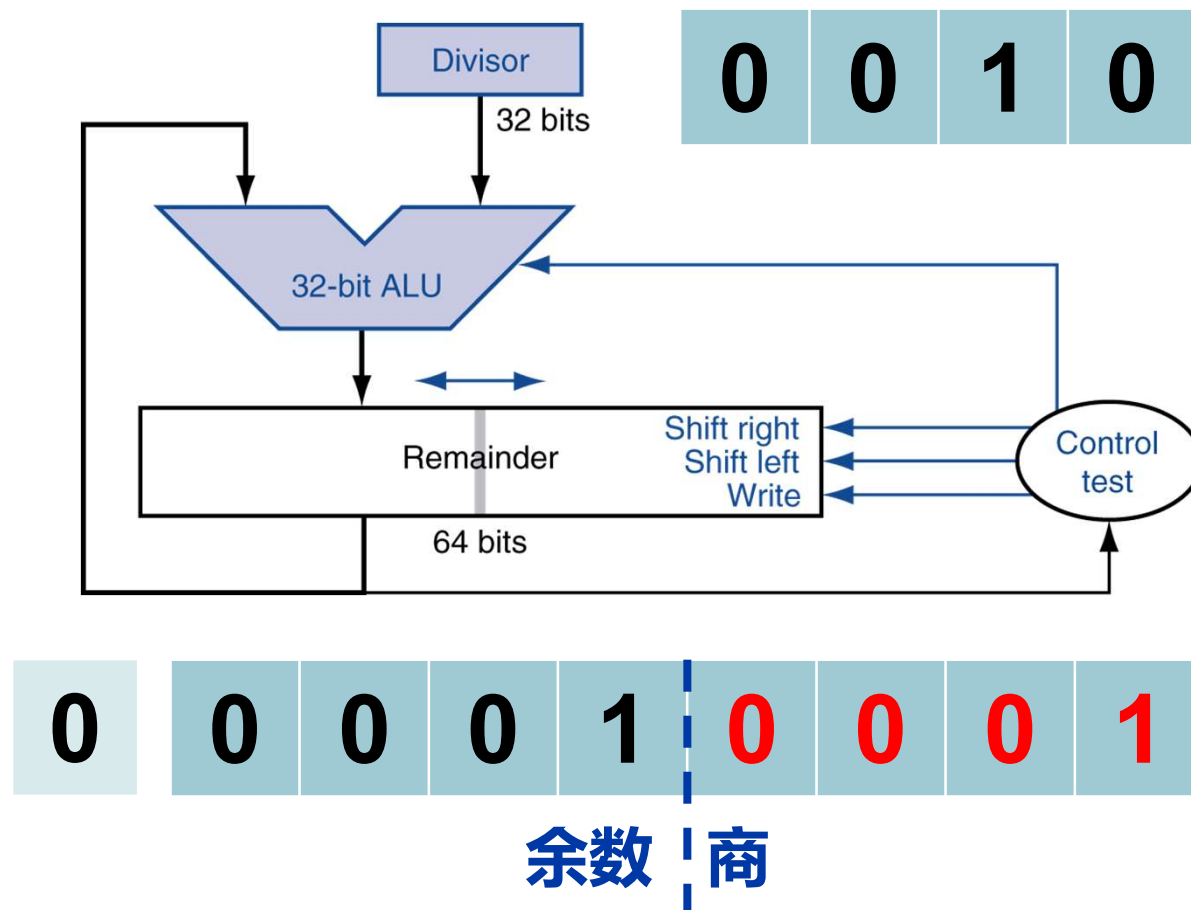 Divisor
0 0 1 0
32 bits
32-bit ALU
Remainder
Shift right
Shift left
Write
Control
test
64 bits
0 0 0 0 1 0 0 0 1
余数 商